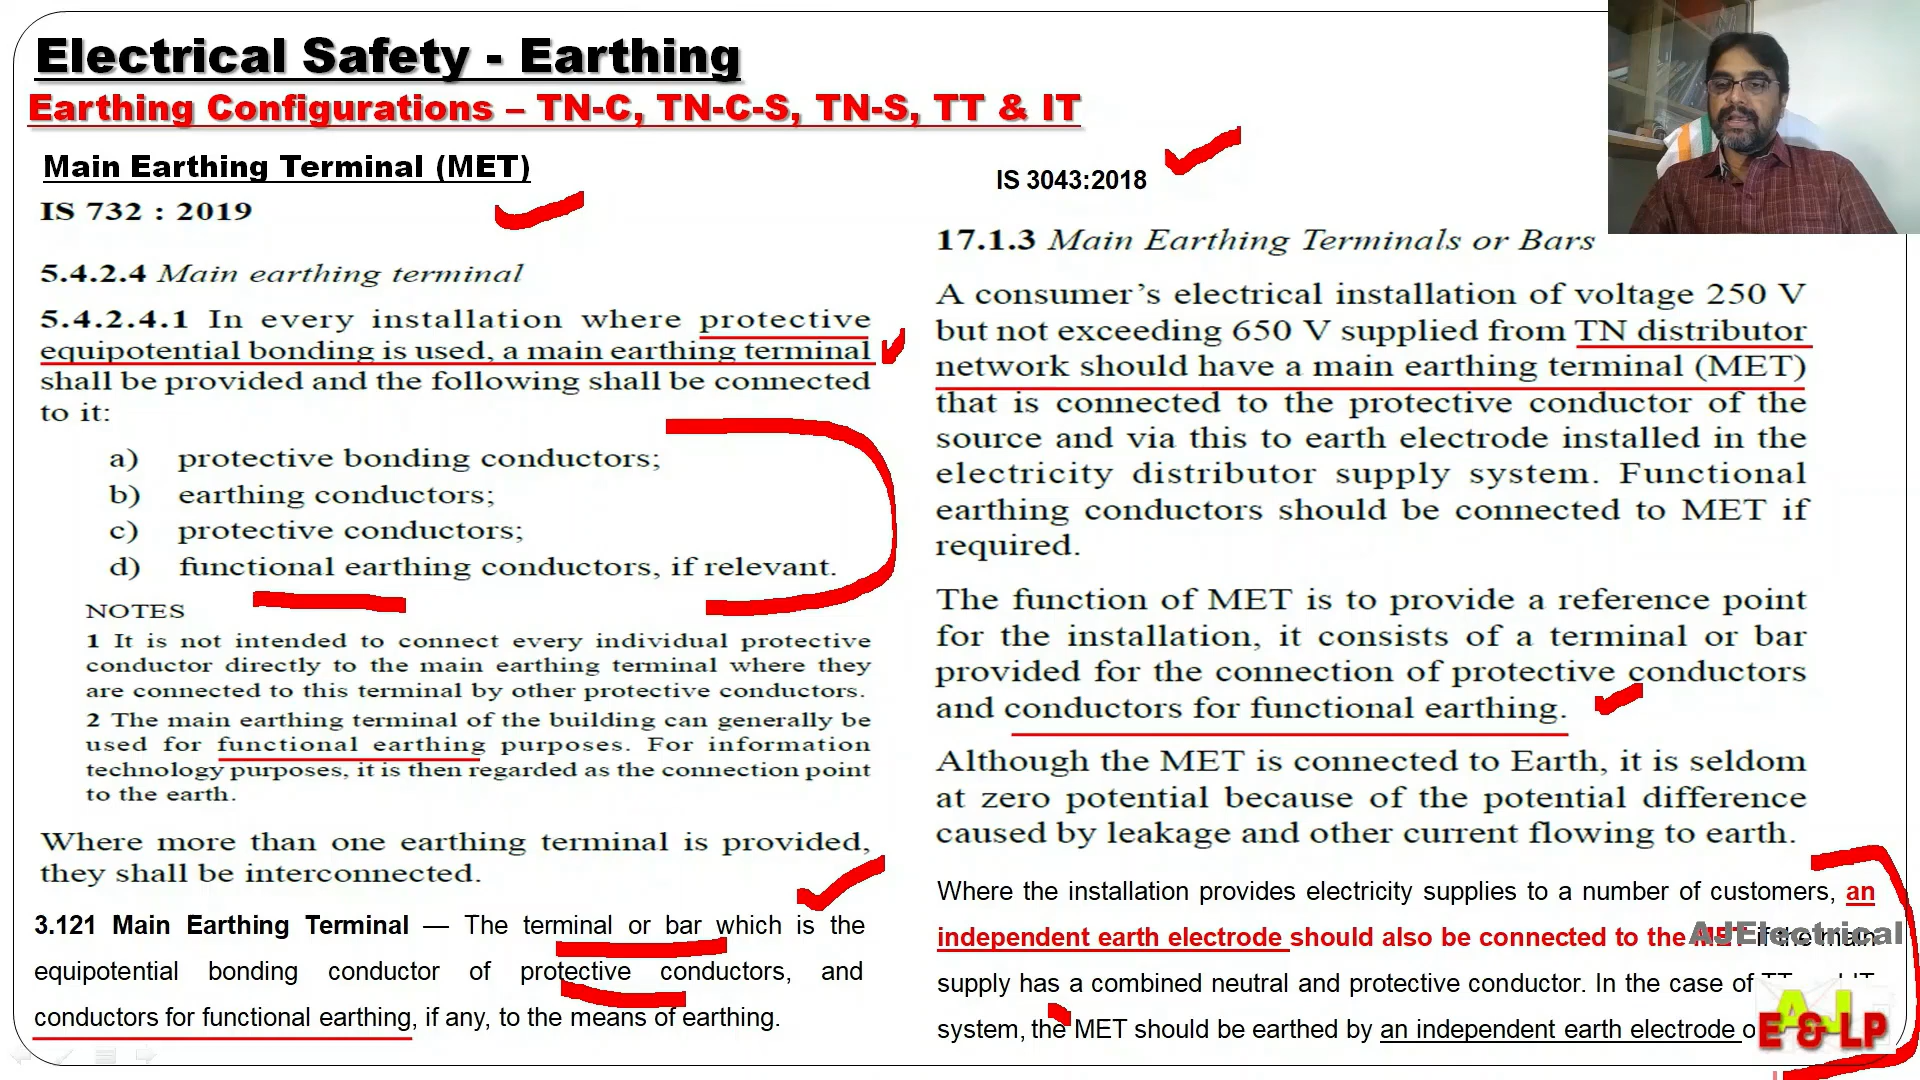 Electrical Safety - Earthing
Earthing Configurations – TN-C, TN-C-S, TN-S, TT & IT
Main Earthing Terminal (MET)
IS 732 : 2019
5.4.2.4 Main earthing terminal
5.4.2.4.1 In every installation where protective
equipotential bonding is used, a main earthing terminal
shall be provided and the following shall be connected
to it:
a) protective bonding conductors;
b) earthing conductors;
c) protective conductors;
d) functional earthing conductors, if relevant.
NOTES
1 It is not intended to connect every individual protective
conductor directly to the main earthing terminal where they
are connected to this terminal by other protective conductors.
2 The main earthing terminal of the building can generally be
used for functional earthing purposes. For information
technology purposes, it is then regarded as the connection point
to the earth.
Where more than one earthing terminal is provided,
they shall be interconnected.
3.121 Main Earthing Terminal — The terminal or bar which is the
equipotential bonding conductor of protective conductors, and
conductors for functional earthing, if any, to the means of earthing.
IS 3043:2018
17.1.3 Main Earthing Terminals or Bars
A consumer's electrical installation of voltage 250 V
but not exceeding 650 V supplied from TN distributor
network should have a main earthing terminal (MET)
that is connected to the protective conductor of the
source and via this to earth electrode installed in the
electricity distributor supply system. Functional
earthing conductors should be connected to MET if
required.
The function of MET is to provide a reference point
for the installation, it consists of a terminal or bar
provided for the connection of protective conductors
and conductors for functional earthing.
Although the MET is connected to Earth, it is seldom
at zero potential because of the potential difference
caused by leakage and other current flowing to earth.
Where the installation provides electricity supplies to a number of customers, an
independent earth electrode should also be connected to the MET if the main
supply has a combined neutral and protective conductor. In the case of
system, the MET should be earthed by an independent earth electrode
AJElectrical
AJ
E & LP